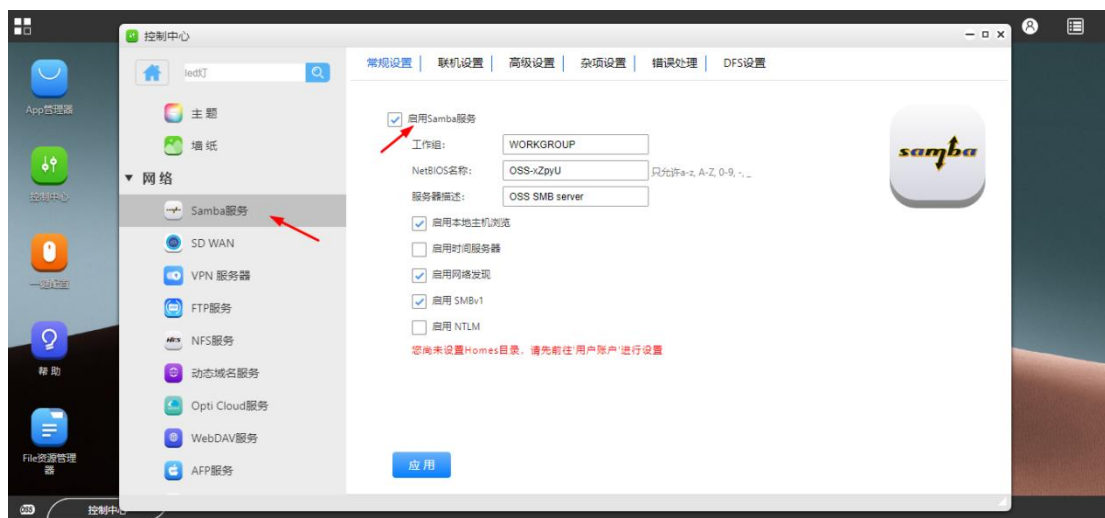 控制中心
ledlJ
App管理器
控制中心
一键配置
帮助
File资源管理
器
主题
墙纸
网络
Samba服务
SD WAN
VPN 服务器
FTP服务
NFS服务
动态域名服务
Opti Cloud服务
WebDAV服务
AFP服务
常规设置
联机设置
高级设置
杂项设置
错误处理
DFS设置
启用Samba服务
工作组:
WORKGROUP
NetBIOS名称:
OSS-xZpyU
只允许a-z, A-Z, 0-9, -, _
服务器描述:
OSS SMB server
启用本地主机浏览
启用时间服务器
启用网络发现
启用 SMBv1
启用 NTLM
您尚未设置Homes目录，请先前往'用户账户'进行设置
samba
应用
OSS
控制中心